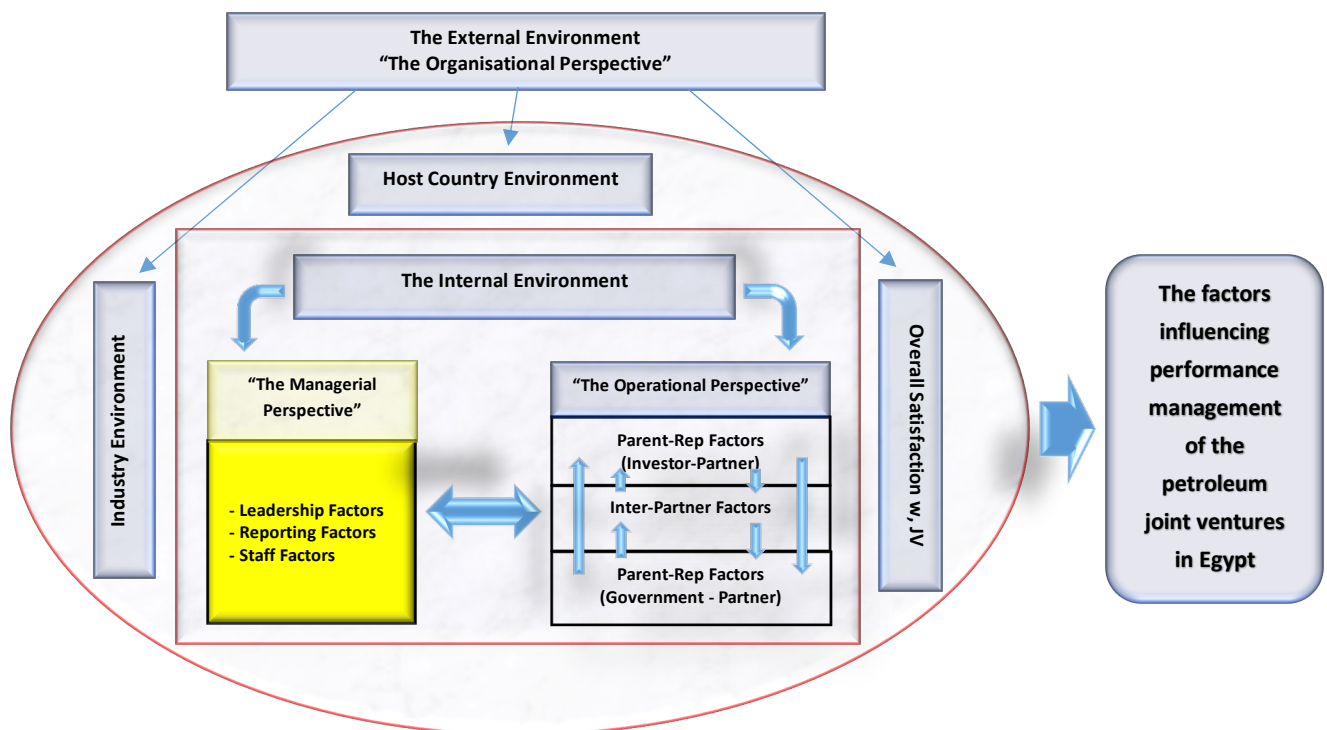 The External Environment
“The Organisational Perspective”
Host Country Environment
The Internal Environment
Industry Environment
“The Managerial
Perspective”
- Leadership Factors
- Reporting Factors
- Staff Factors
“The Operational Perspective”
Parent-Rep Factors
(Investor-Partner)
Inter-Partner Factors
Parent-Rep Factors
(Government - Partner)
Overall Satisfaction w, JV
The factors
influencing
performance
management
of the
petroleum
joint ventures
in Egypt